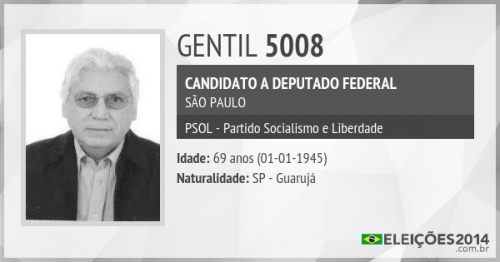 GENTIL 5008
CANDIDATO A DEPUTADO FEDERAL
SÃO PAULO
PSOL - Partido Socialismo e Liberdade
Idade: 69 anos (01-01-1945)
Naturalidade: SP - Guarujá
ELEIÇÕES2014
.com.br